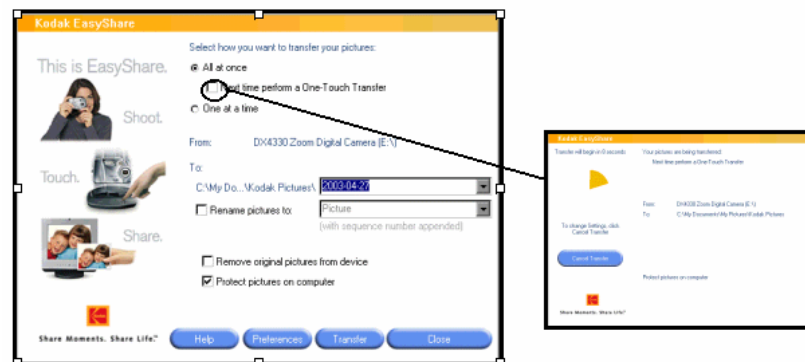 Kodak EasyShare
This is EasyShare.
Shoot.
Touch.
Share.
Share Moments. Share Life.™
Select how you want to transfer your pictures:
All at once
Next time perform a One-Touch Transfer
One at a time
From: DX4330 Zoom Digital Camera (E:\)
To:
C:\My Do...\Kodak Pictures\ 2003-04-27
Rename pictures to: Picture
(with sequence number appended)
Remove original pictures from device
Protect pictures on computer
Help Preferences Transfer Close
Kodak EasyShare
Transfer will begin in 8 seconds
To change Settings, click
Cancel Transfer
Cancel Transfer
Share Moments. Share Life.™
Your pictures are being transferred.
Next time perform a One-Touch Transfer
From: DX4330 Zoom Digital Camera (E:\)
To: C:\My Documents\My Pictures\Kodak Pictures
Protect pictures on computer